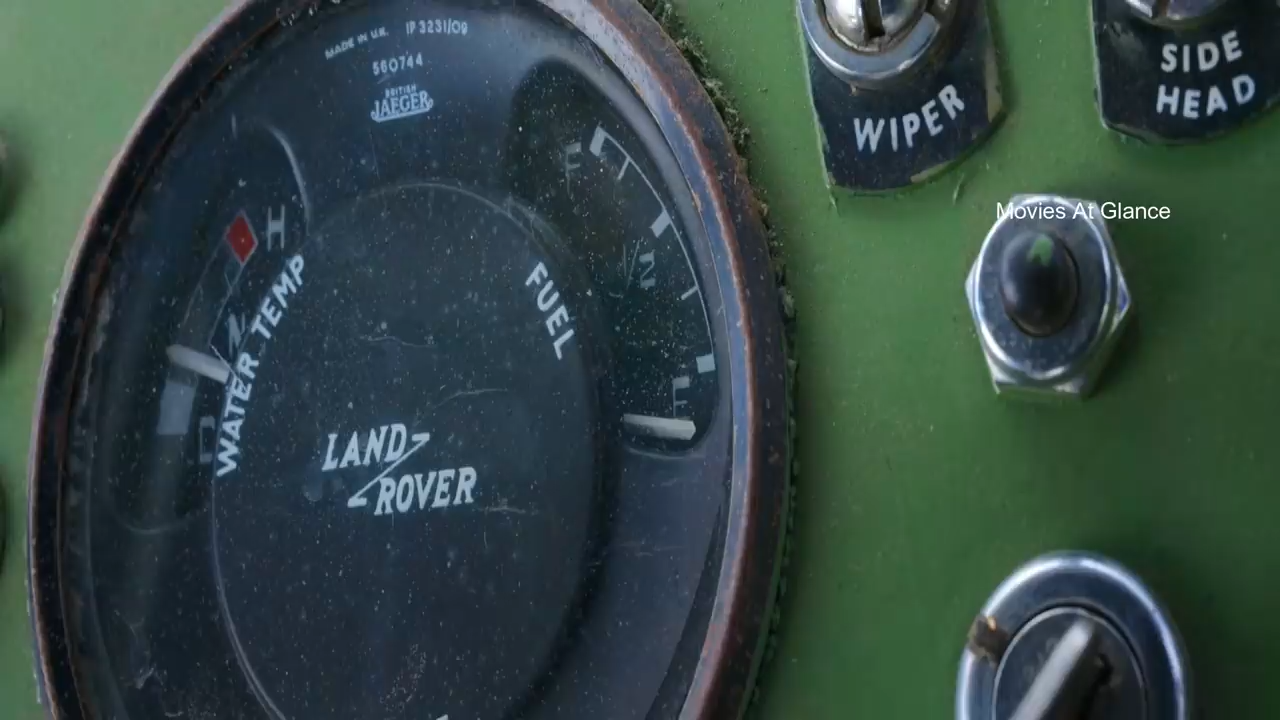 MADE IN U.K. IP 3231/09
560744
BRITISH
JAEGER
WIPER
SIDE
HEAD
Movies At Glance
F
H
1/2
FUEL
WATER TEMP
C
E
LAND
ROVER